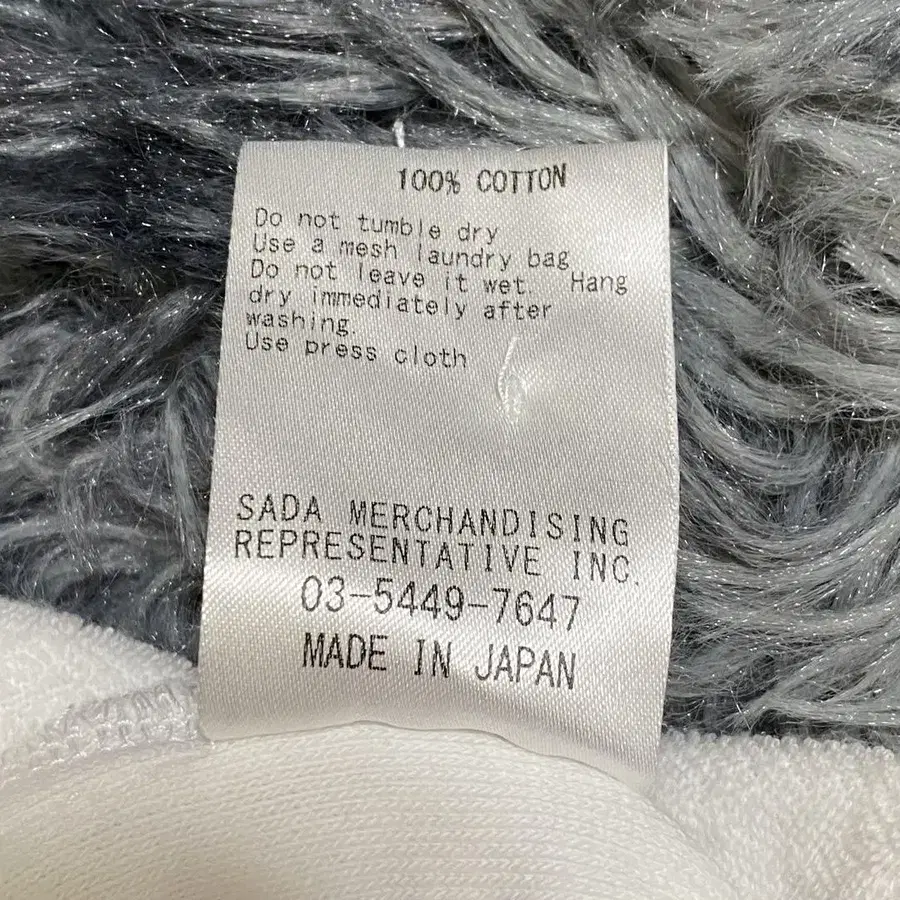 100% COTTON
Do not tumble dry
Use a mesh laundry bag
Do not leave it wet. Hang
dry immediately after
washing.
Use press cloth
SADA MERCHANDISING
REPRESENTATIVE INC.
03-5449-7647
MADE IN JAPAN